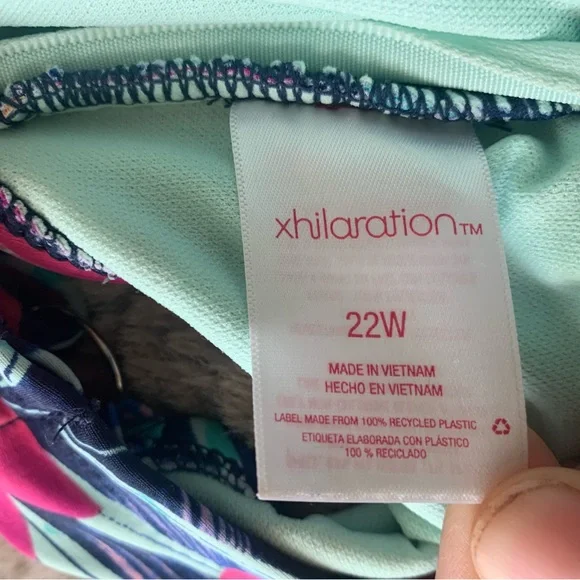 xhilaration™
22W
MADE IN VIETNAM
HECHO EN VIETNAM
LABEL MADE FROM 100% RECYCLED PLASTIC
ETIQUETA ELABORADA CON PLÁSTICO
100 % RECICLADO